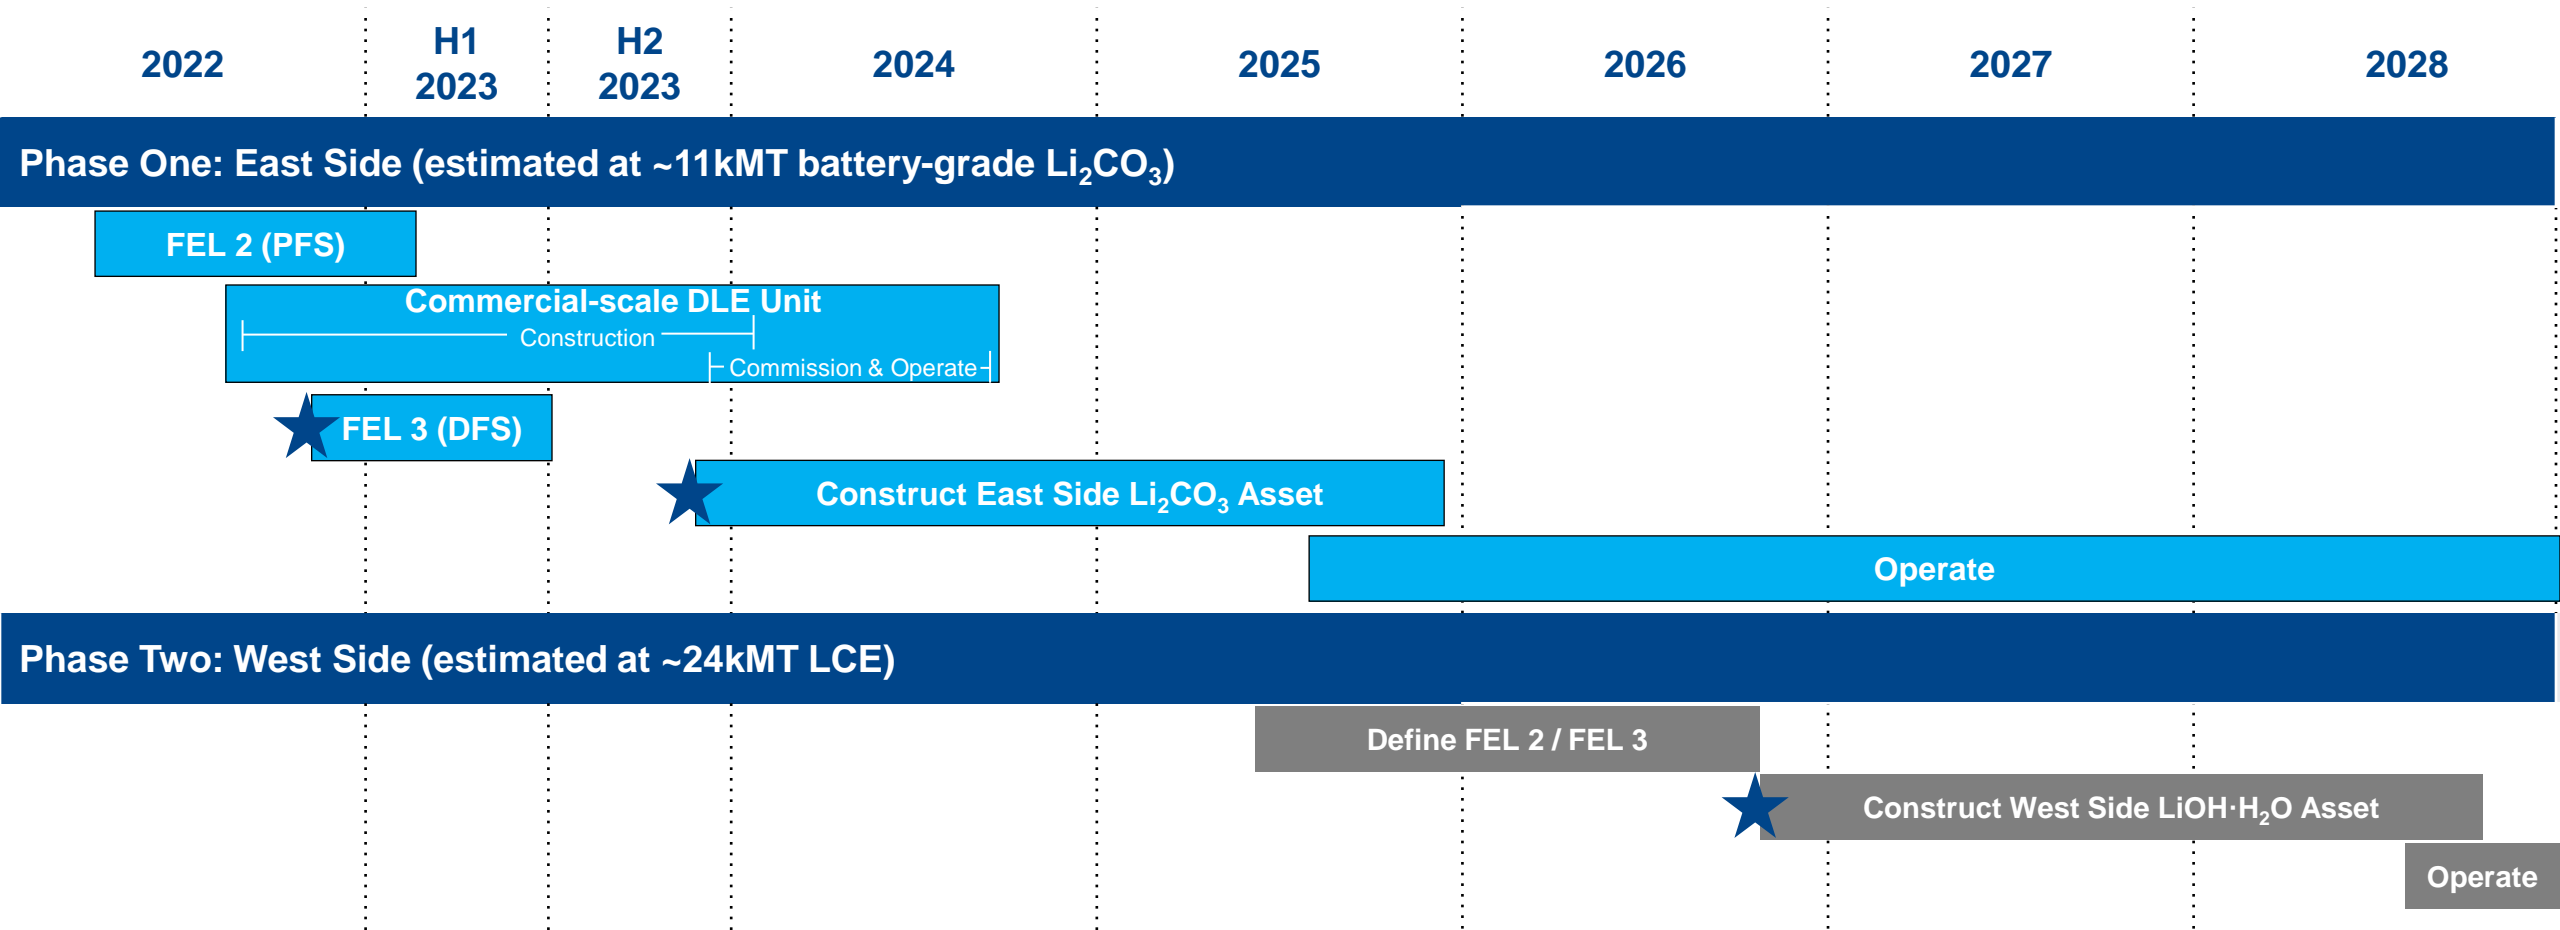 2022
H1
2023
H2
2023
2024
2025
2026
2027
2028
Phase One: East Side (estimated at ~11kMT battery-grade Li₂CO₃)
FEL 2 (PFS)
Commercial-scale DLE Unit
Construction
Commission & Operate
FEL 3 (DFS)
Construct East Side Li₂CO₃ Asset
Operate
Phase Two: West Side (estimated at ~24kMT LCE)
Define FEL 2 / FEL 3
Construct West Side LiOH·H₂O Asset
Operate